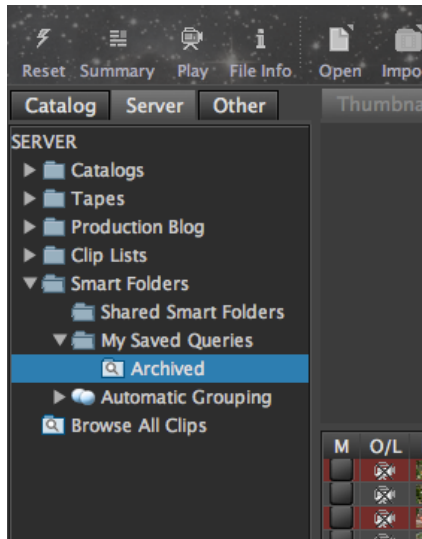 Reset Summary Play File Info Open Impo
Catalog Server Other Thumbna
SERVER
Catalogs
Tapes
Production Blog
Clip Lists
Smart Folders
Shared Smart Folders
My Saved Queries
Archived
Automatic Grouping
Browse All Clips
M O/L